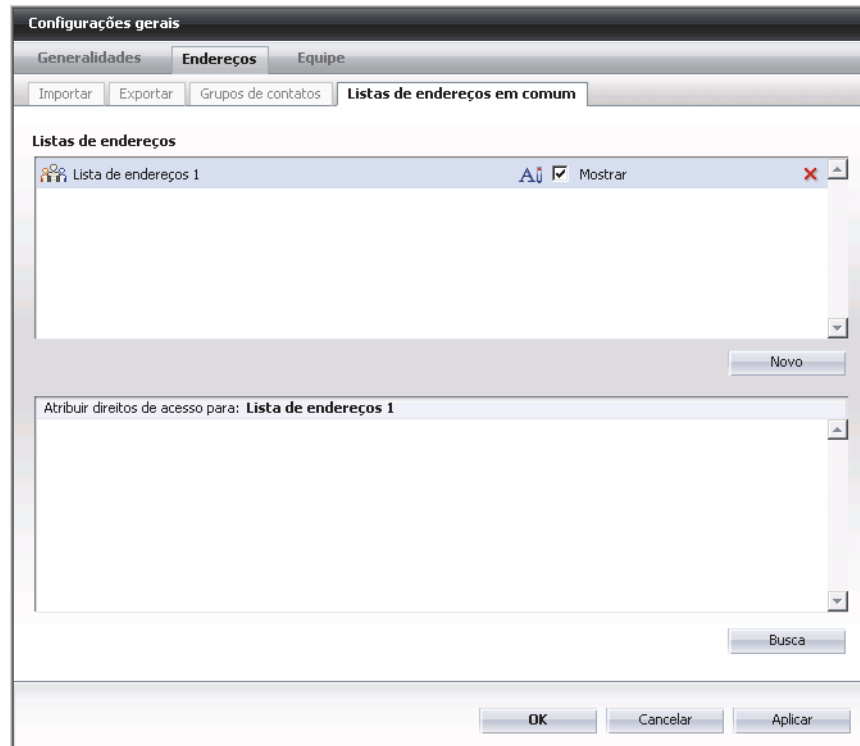 Configurações gerais
Generalidades Endereços Equipe
Importar Exportar Grupos de contatos Listas de endereços em comum
Listas de endereços
Lista de endereços 1 Mostrar
Novo
Atribuir direitos de acesso para: Lista de endereços 1
Busca
OK Cancelar Aplicar